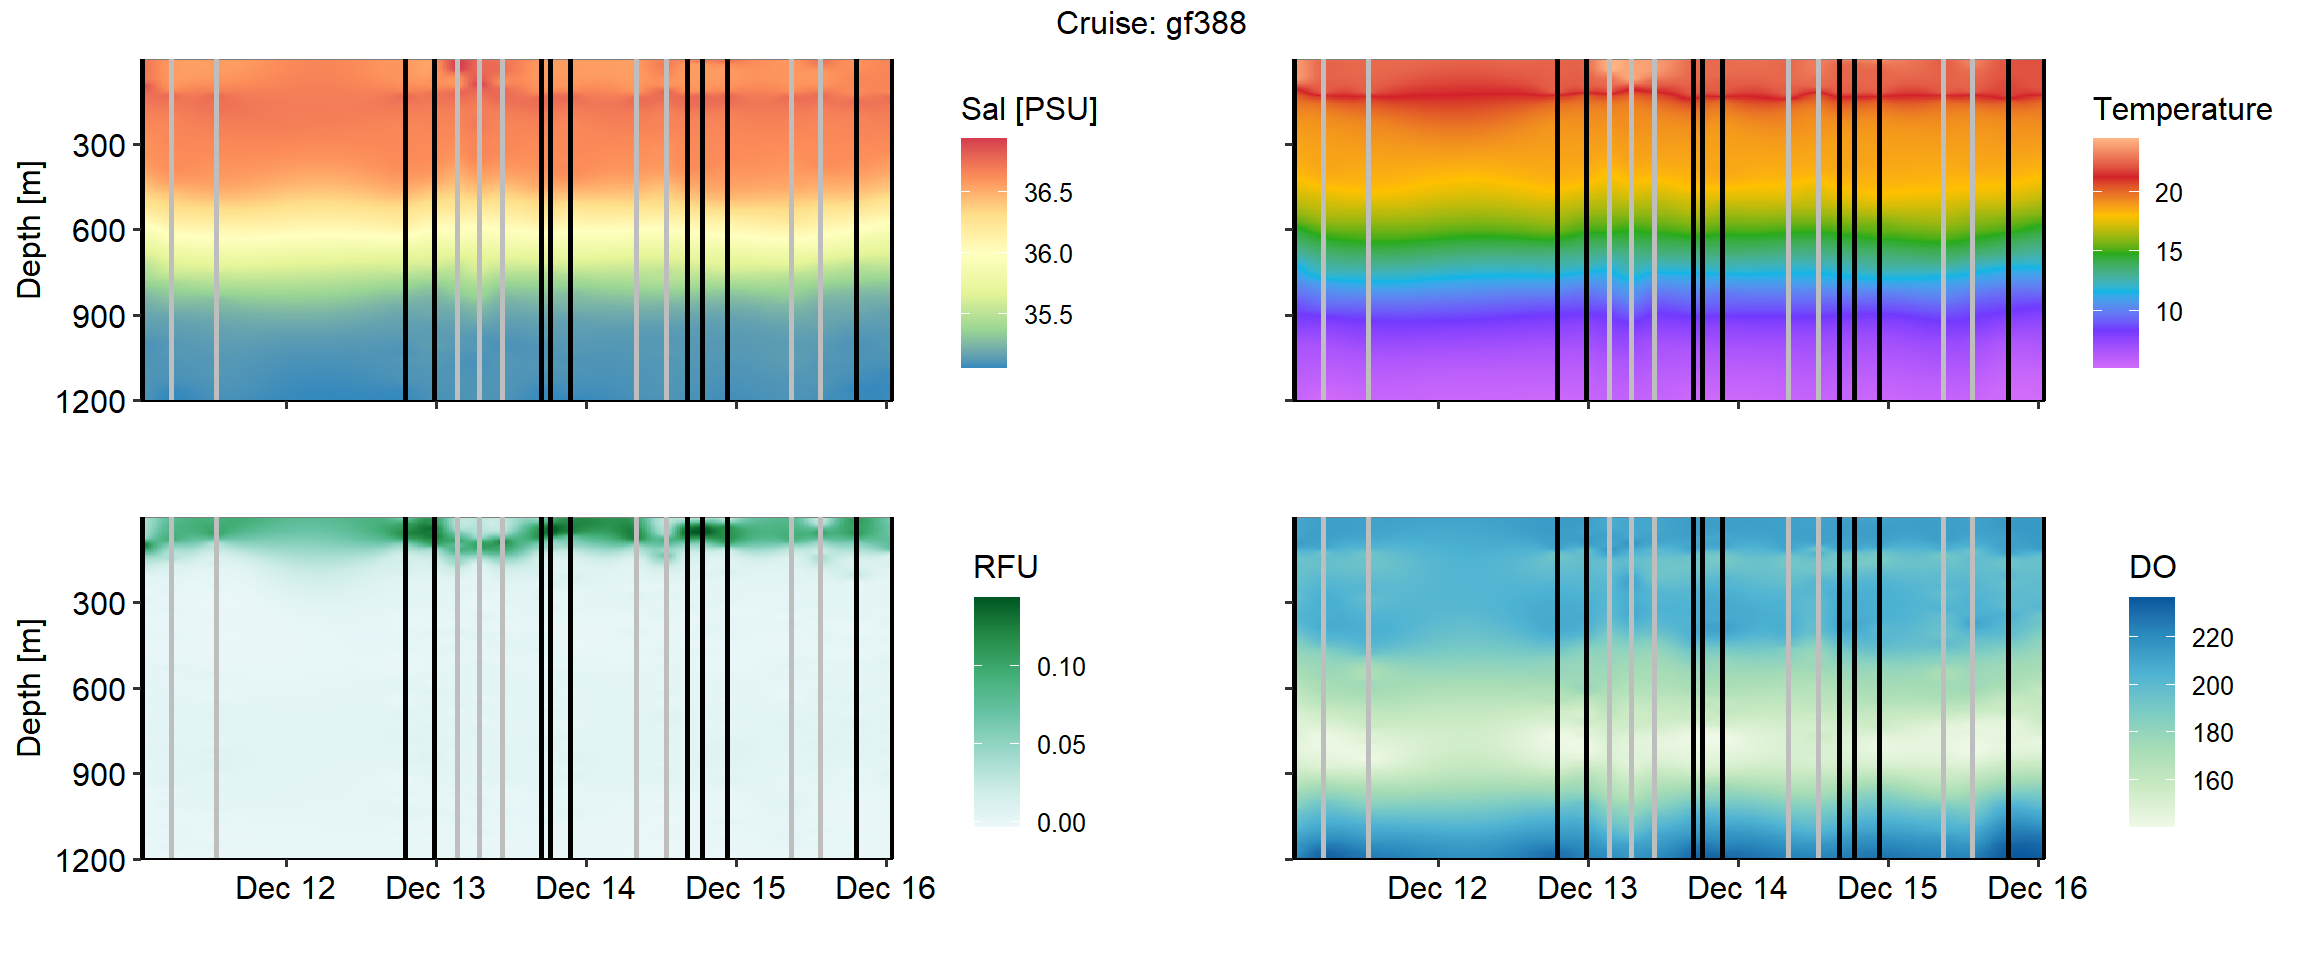 Cruise: gf388
Depth [m]
300
600
900
1200
Sal [PSU]
36.5
36.0
35.5
Temperature
20
15
10
Depth [m]
300
600
900
1200
Dec 12 Dec 13 Dec 14 Dec 15 Dec 16
RFU
0.10
0.05
0.00
Dec 12 Dec 13 Dec 14 Dec 15 Dec 16
DO
220
200
180
160